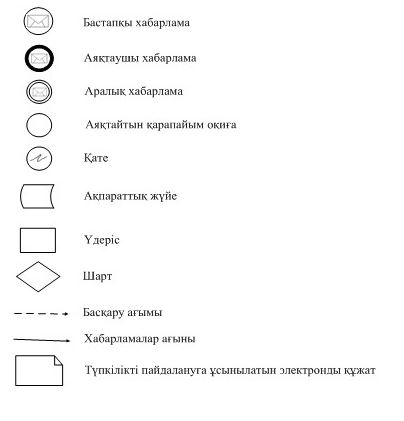 Бастапқы хабарлама
Аяқтаушы хабарлама
Аралық хабарлама
Аяқтайтын қарапайым оқиға
Қате
Ақпараттық жүйе
Үдеріс
Шарт
Басқару ағымы
Хабарламалар ағыны
Түпкілікті пайдалануға ұсынылатын электронды құжат